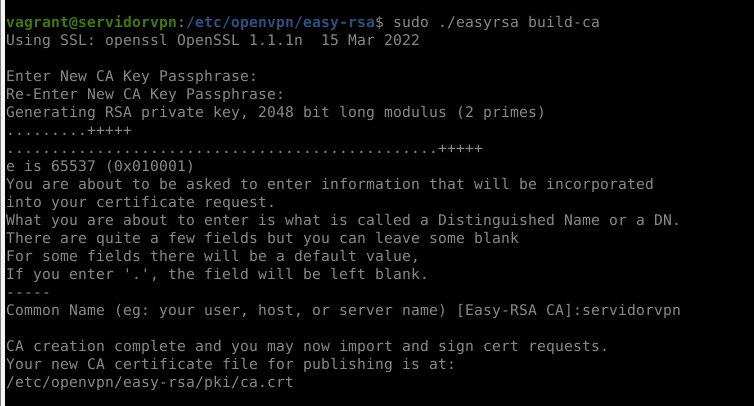 vagrant@servidorvpn:/etc/openvpn/easy-rsa$ sudo ./easyrsa build-ca
Using SSL: openssl OpenSSL 1.1.1n  15 Mar 2022
Enter New CA Key Passphrase:
Re-Enter New CA Key Passphrase:
Generating RSA private key, 2048 bit long modulus (2 primes)
.........+++++
................................................+++++
e is 65537 (0x010001)
You are about to be asked to enter information that will be incorporated
into your certificate request.
What you are about to enter is what is called a Distinguished Name or a DN.
There are quite a few fields but you can leave some blank
For some fields there will be a default value,
If you enter '.', the field will be left blank.
-----
Common Name (eg: your user, host, or server name) [Easy-RSA CA]:servidorvpn
CA creation complete and you may now import and sign cert requests.
Your new CA certificate file for publishing is at:
/etc/openvpn/easy-rsa/pki/ca.crt